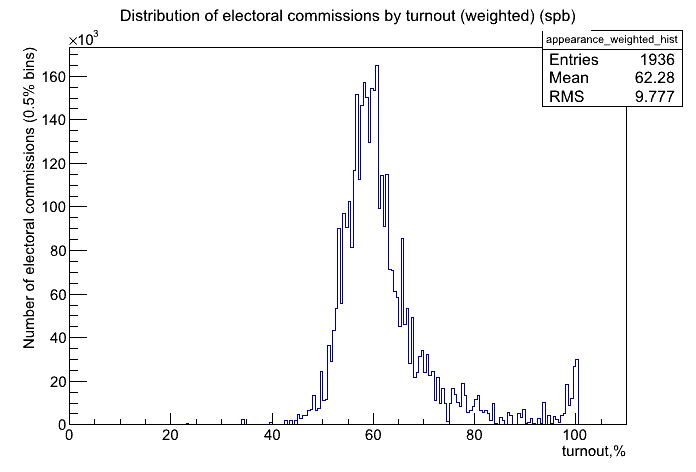 Distribution of electoral commissions by turnout (weighted) (spb)
×10³
appearance_weighted_hist
Entries 1936
Mean 62.28
RMS 9.777
Number of electoral commissions (0.5% bins)
160
140
120
100
80
60
40
20
0
0 20 40 60 80 100
turnout,%